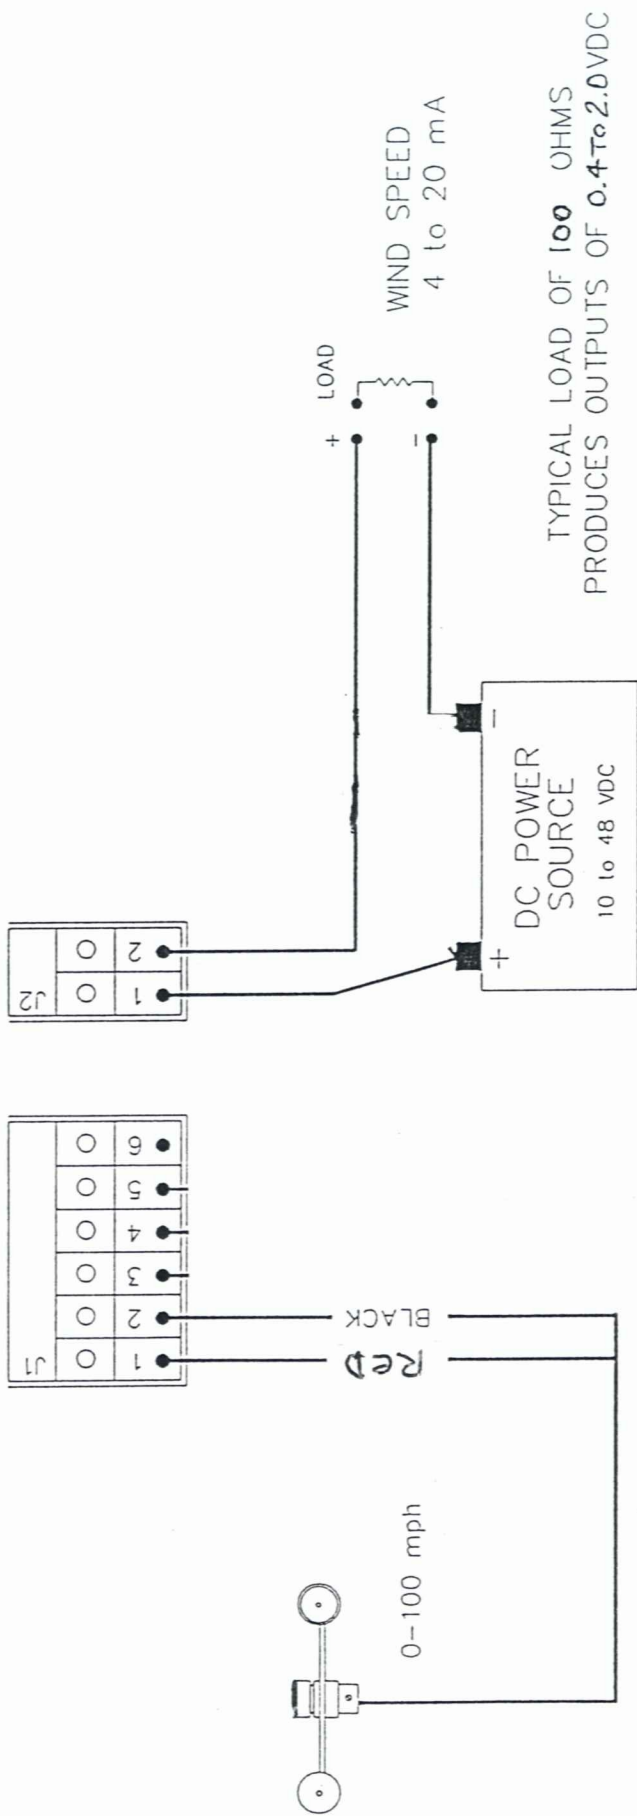 J1
1 2 3 4 5 6
J2
1 2
RED
BLACK
0-100 mph
+
-
LOAD
WIND SPEED
4 to 20 mA
DC POWER
SOURCE
10 to 48 VDC
+
-
TYPICAL LOAD OF 100 OHMS
PRODUCES OUTPUTS OF 0.4 To 2.0 VDC